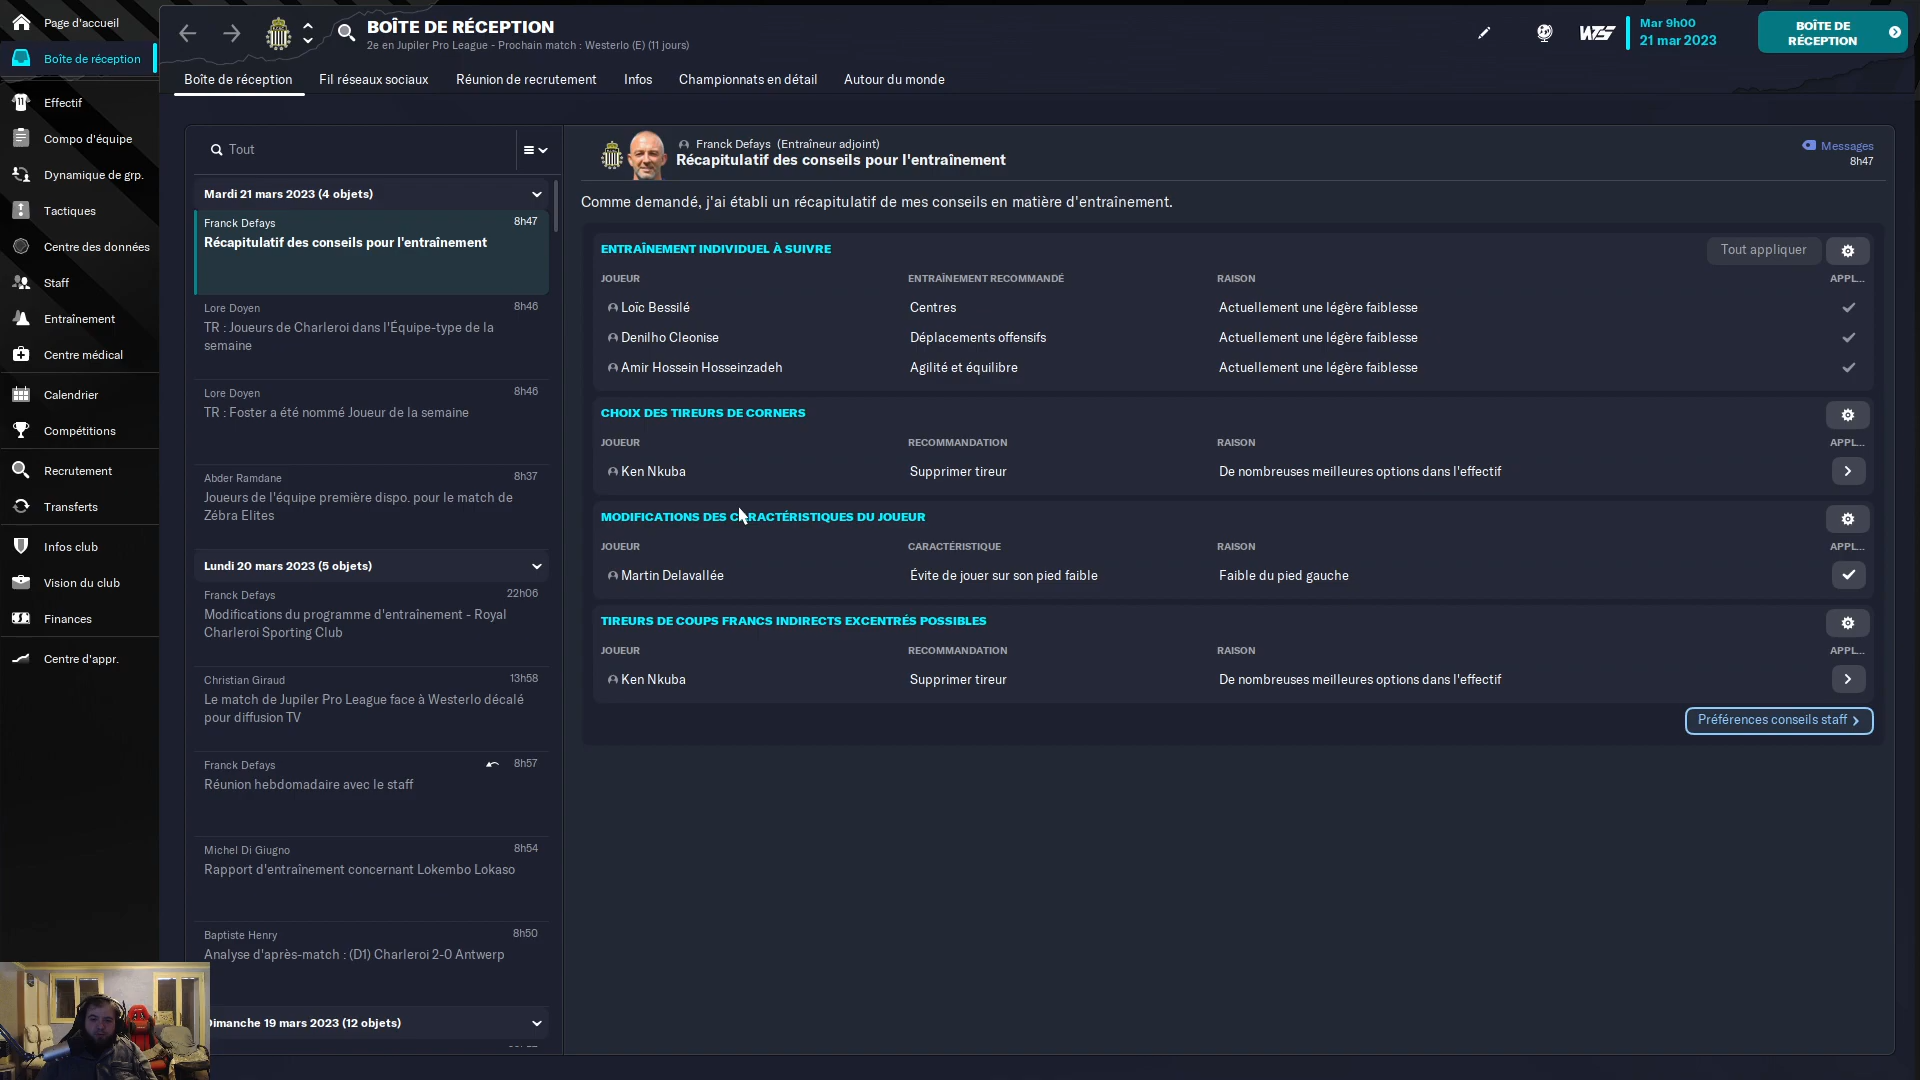 Page d'accueil
Boîte de réception
Effectif
Compo d'équipe
Dynamique de grp.
Tactiques
Centre des données
Staff
Entraînement
Centre médical
Calendrier
Compétitions
Recrutement
Transferts
Infos club
Vision du club
Finances
Centre d'appr.
BOÎTE DE RÉCEPTION
2e en Jupiler Pro League - Prochain match : Westerlo (E) (11 jours)
Mar 9h00
21 mar 2023
BOÎTE DE
RÉCEPTION
Boîte de réception Fil réseaux sociaux Réunion de recrutement Infos Championnats en détail Autour du monde
Tout
Mardi 21 mars 2023 (4 objets)
Franck Defays 8h47
Récapitulatif des conseils pour l'entraînement
Lore Doyen 8h46
TR : Joueurs de Charleroi dans l'Équipe-type de la
semaine
Lore Doyen 8h46
TR : Foster a été nommé Joueur de la semaine
Abder Ramdane 8h37
Joueurs de l'équipe première dispo. pour le match de
Zébra Elites
Lundi 20 mars 2023 (5 objets)
Franck Defays 22h06
Modifications du programme d'entraînement - Royal
Charleroi Sporting Club
Christian Giraud 13h58
Le match de Jupiler Pro League face à Westerlo décalé
pour diffusion TV
Franck Defays 8h57
Réunion hebdomadaire avec le staff
Michel Di Giugno 8h54
Rapport d'entraînement concernant Lokembo Lokaso
Baptiste Henry 8h50
Analyse d'après-match : (D1) Charleroi 2-0 Antwerp
Dimanche 19 mars 2023 (12 objets)
Franck Defays (Entraîneur adjoint)
Récapitulatif des conseils pour l'entraînement
Messages
8h47
Comme demandé, j'ai établi un récapitulatif de mes conseils en matière d'entraînement.
ENTRAÎNEMENT INDIVIDUEL À SUIVRE Tout appliquer
JOUEUR ENTRAÎNEMENT RECOMMANDÉ RAISON APPL...
Loïc Bessilé Centres Actuellement une légère faiblesse
Denilho Cleonise Déplacements offensifs Actuellement une légère faiblesse
Amir Hossein Hosseinzadeh Agilité et équilibre Actuellement une légère faiblesse
CHOIX DES TIREURS DE CORNERS
JOUEUR RECOMMANDATION RAISON APPL...
Ken Nkuba Supprimer tireur De nombreuses meilleures options dans l'effectif
MODIFICATIONS DES CARACTÉRISTIQUES DU JOUEUR
JOUEUR CARACTÉRISTIQUE RAISON APPL...
Martin Delavallée Évite de jouer sur son pied faible Faible du pied gauche
TIREURS DE COUPS FRANCS INDIRECTS EXCENTRÉS POSSIBLES
JOUEUR RECOMMANDATION RAISON APPL...
Ken Nkuba Supprimer tireur De nombreuses meilleures options dans l'effectif
Préférences conseils staff